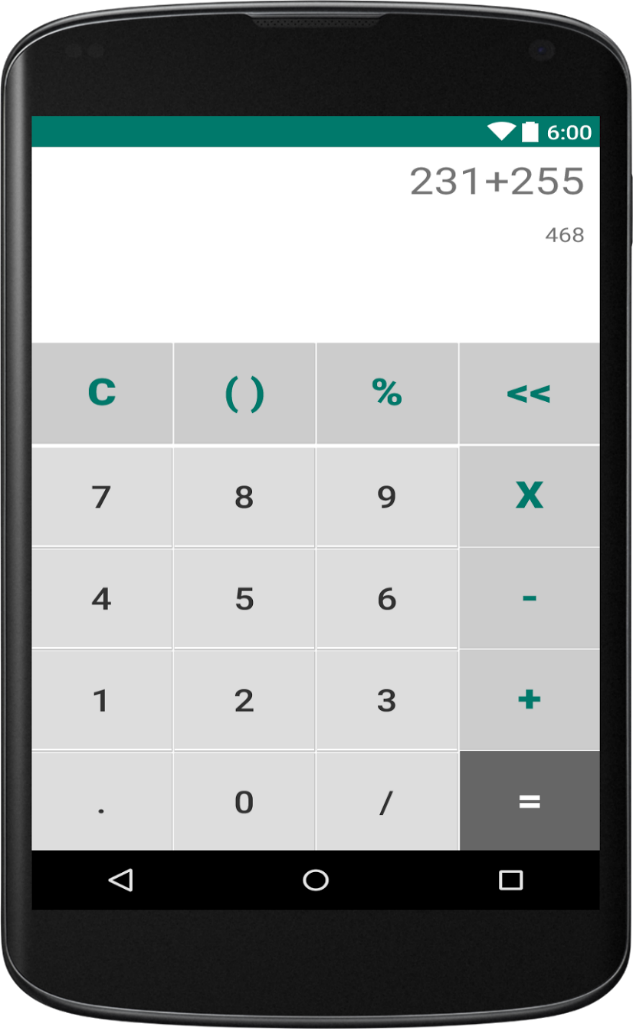 6:00
231+255
468
C ( ) % <<
7 8 9 X
4 5 6 -
1 2 3 +
. 0 / =